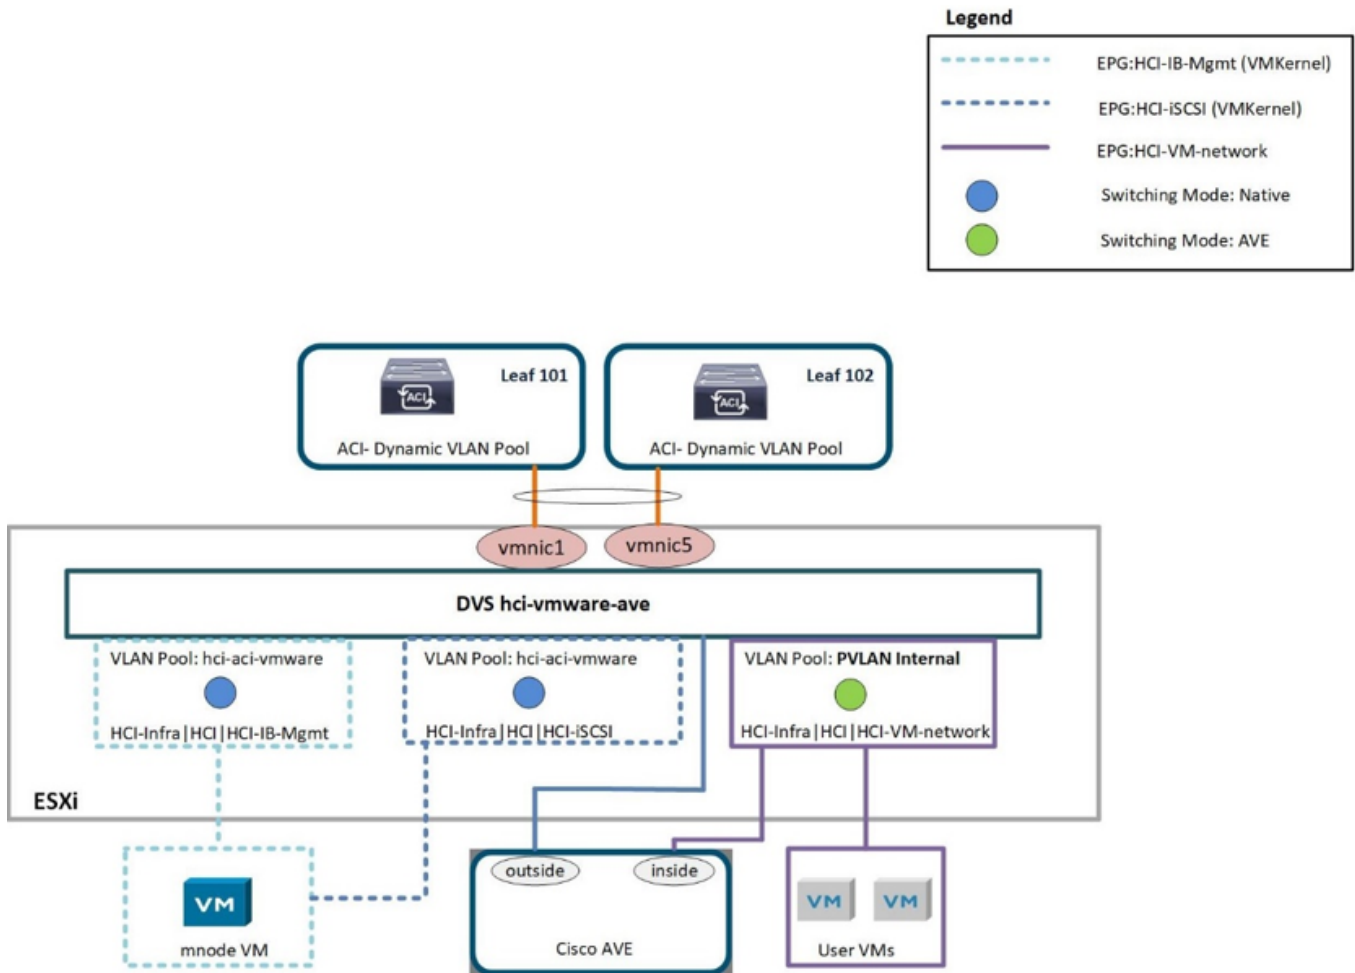 Legend
EPG:HCI-IB-Mgmt (VMKernel)
EPG:HCI-iSCSI (VMKernel)
EPG:HCI-VM-network
Switching Mode: Native
Switching Mode: AVE
Leaf 101
ACI
ACI- Dynamic VLAN Pool
Leaf 102
ACI
ACI- Dynamic VLAN Pool
vmnic1
vmnic5
DVS hci-vmware-ave
VLAN Pool: hci-aci-vmware
HCI-Infra|HCI|HCI-IB-Mgmt
VLAN Pool: hci-aci-vmware
HCI-Infra|HCI|HCI-iSCSI
VLAN Pool: PVLAN Internal
HCI-Infra|HCI|HCI-VM-network
ESXi
VM
mnode VM
outside
inside
Cisco AVE
VM
VM
User VMs